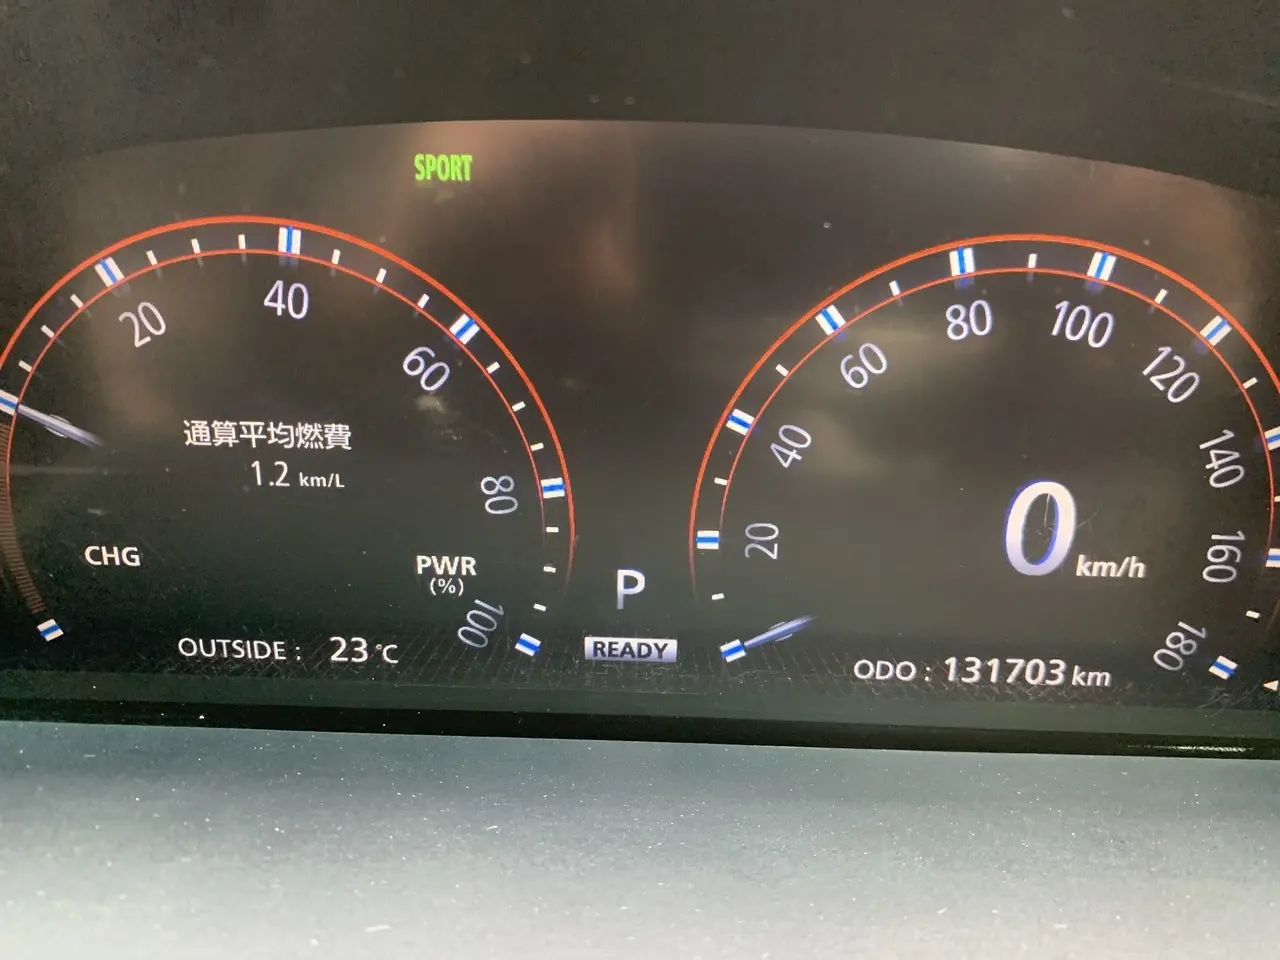 SPORT
20
40
60
80
100
通算平均燃費
1.2 km/L
CHG
PWR
(%)
OUTSIDE : 23℃
P
READY
20
40
60
80
100
120
140
160
180
0 km/h
ODO : 131703 km